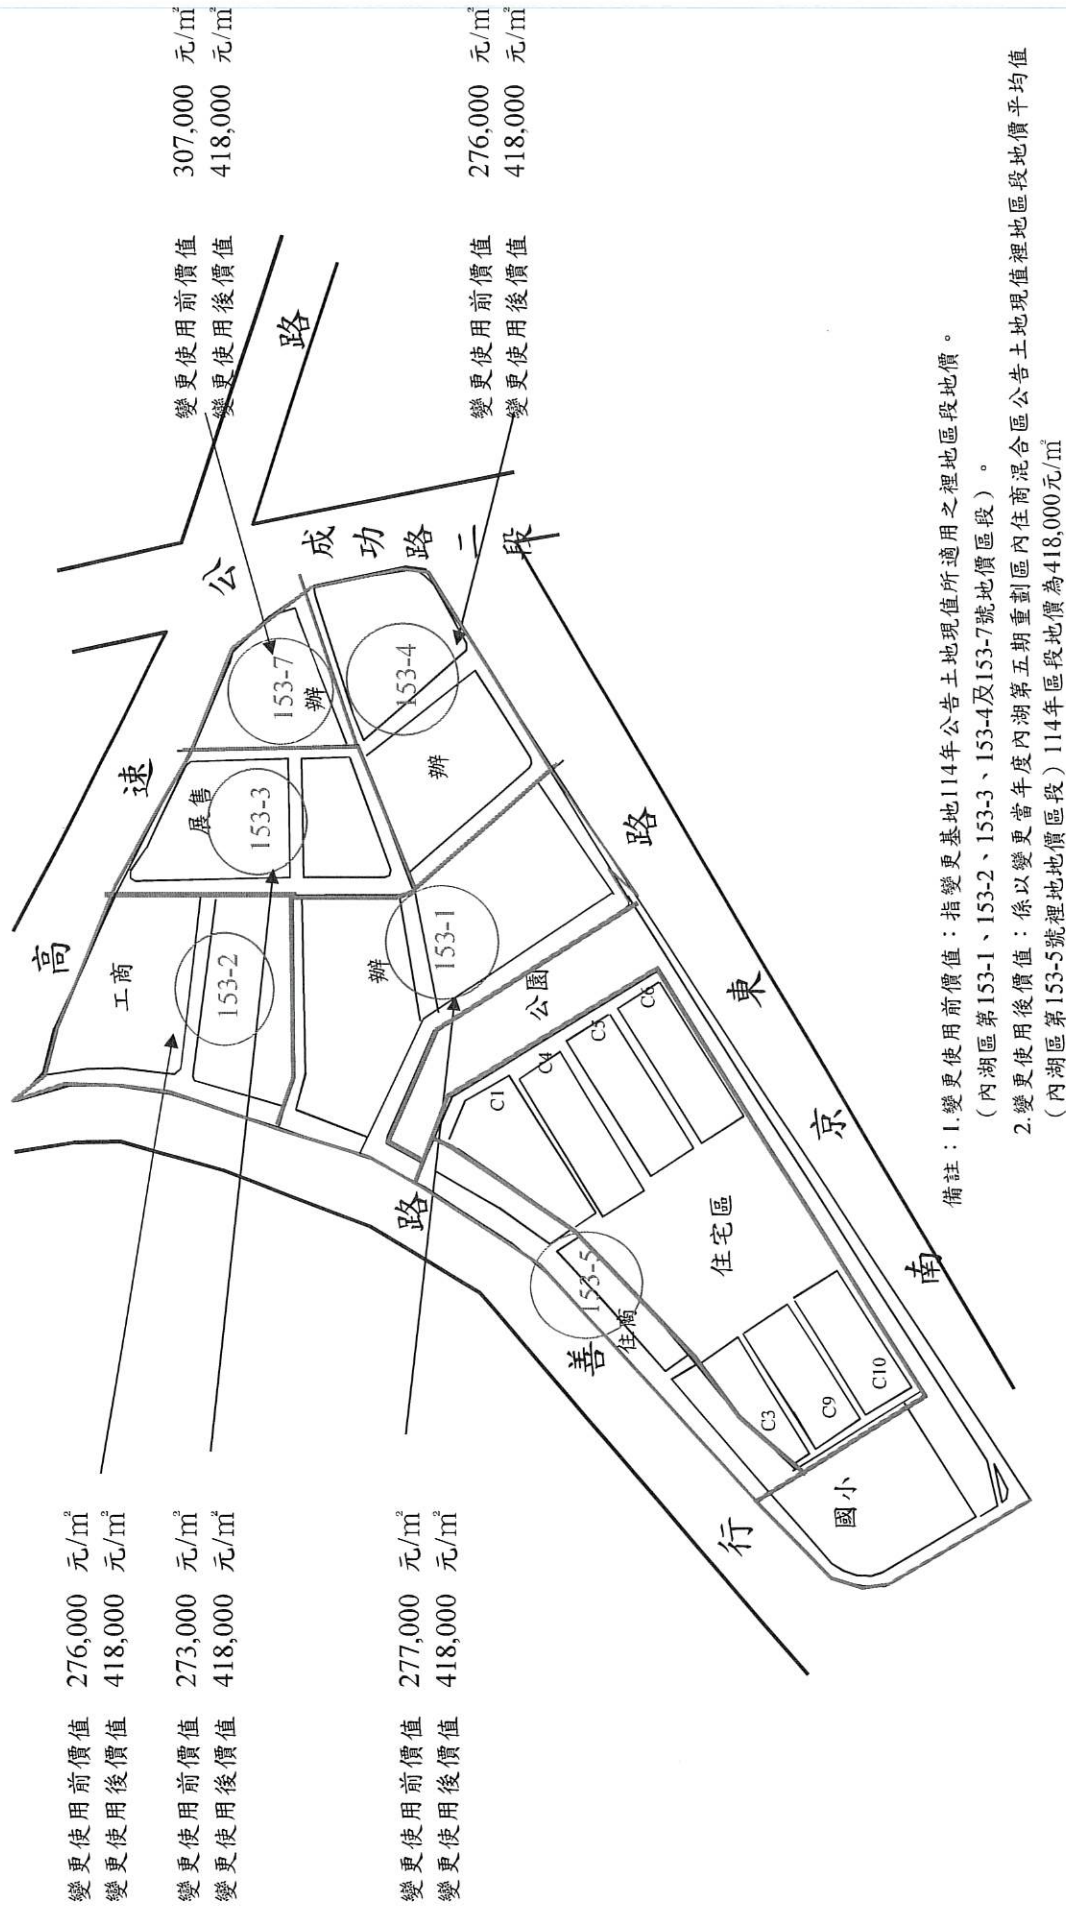 變更使用前價值 276,000 元/㎡
變更使用後價值 418,000 元/㎡
變更使用前價值 273,000 元/㎡
變更使用後價值 418,000 元/㎡
變更使用前價值 277,000 元/㎡
變更使用後價值 418,000 元/㎡
變更使用前價值 307,000 元/㎡
變更使用後價值 418,000 元/㎡
變更使用前價值 276,000 元/㎡
變更使用後價值 418,000 元/㎡
高速公路
成功路二段
行善路
南京東路
工商
153-2
展售
153-3
153-7
辦
153-4
辦
辦
153-1
公園
C1
C4
C5
C6
住宅區
153-5
住商
C3
C9
C10
國小
備註：1.變更使用前價值：指變更基地114年公告土地現值所適用之裡地區段地價。
（內湖區第153-1、153-2、153-3、153-4及153-7號地價區段）。
2.變更使用後價值：係以變更當年度內湖第五期重劃區內住商混合區公告土地現值裡地區段地價平均值
（內湖區第153-5號裡地地價區段）114年區段地價為418,000元/㎡